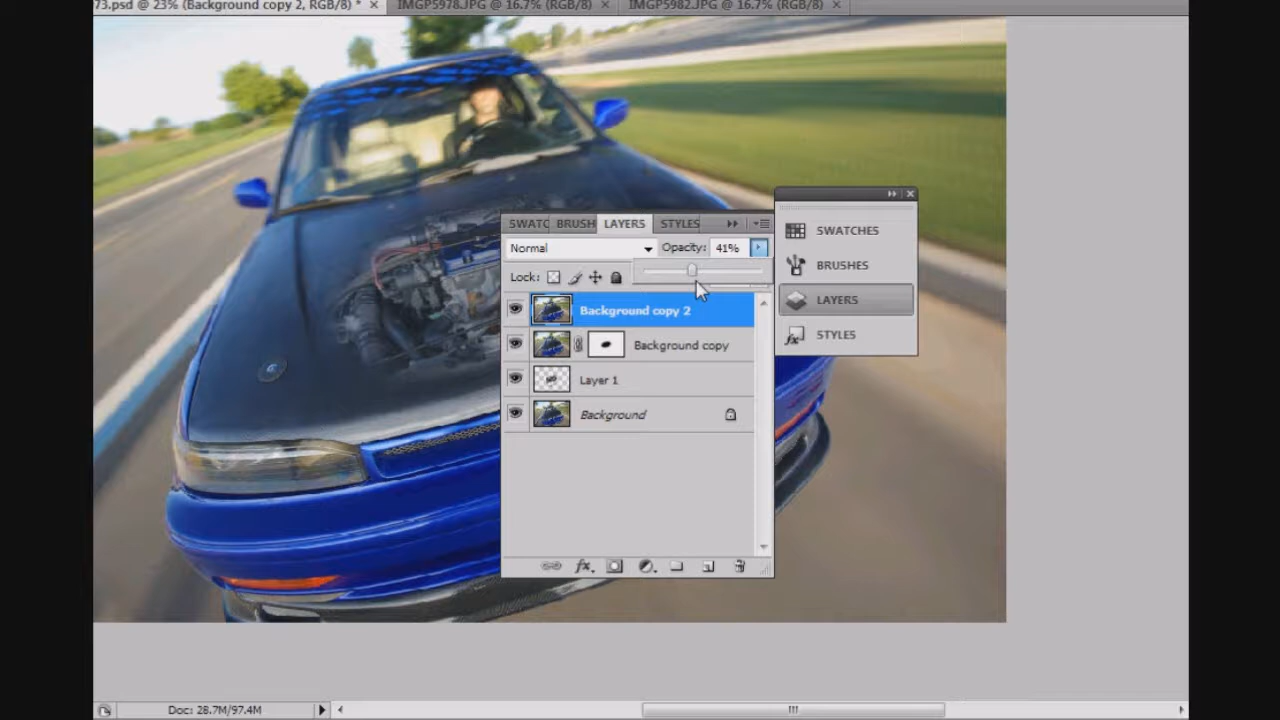 73.psd @ 23% (Background copy 2, RGB/8) * × IMGP5978.JPG @ 16.7% (RGB/8) × IMGP5982.JPG @ 16.7% (RGB/8) ×
SWATC BRUSH LAYERS STYLES
Normal Opacity: 41%
Lock:
Background copy 2
Background copy
Layer 1
Background
fx
SWATCHES
BRUSHES
LAYERS
STYLES
Doc: 28.7M/97.4M